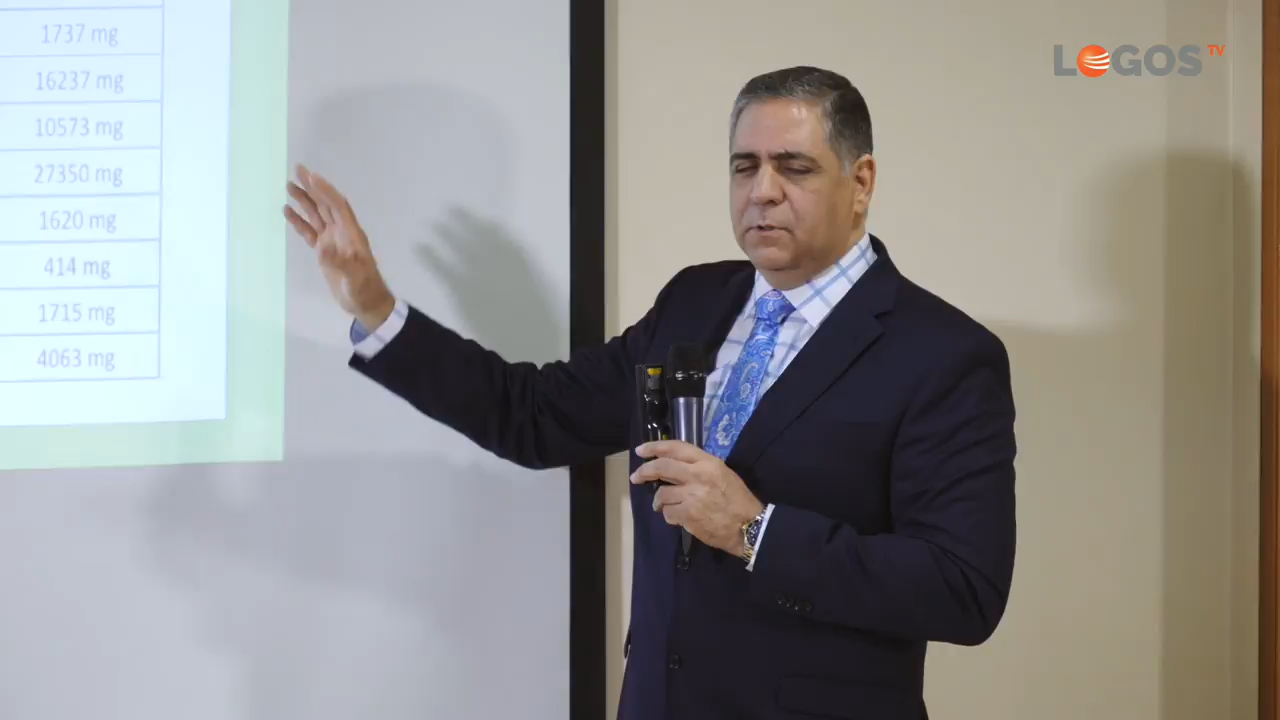 1737 mg
16237 mg
10573 mg
27350 mg
1620 mg
414 mg
1715 mg
4063 mg
LOGOS TV